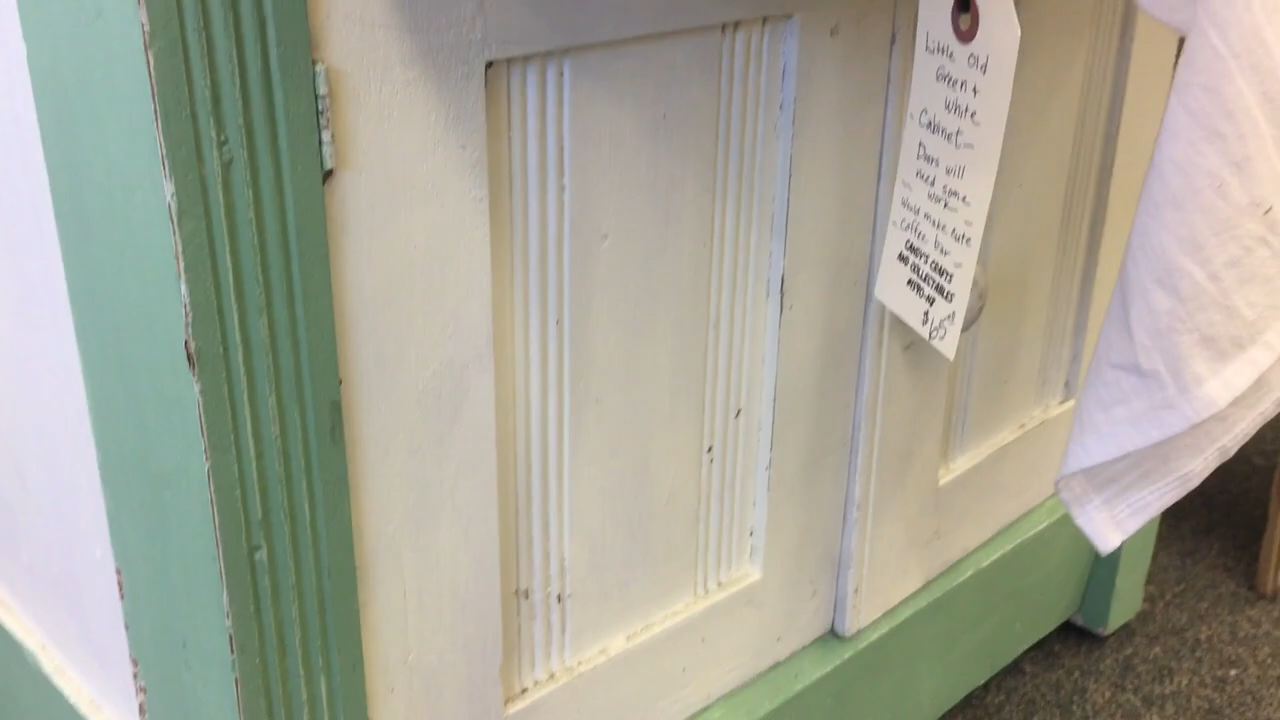 Little Old
Green +
White
- Cabinet -
Doors will
need some
- work -
would make cute
- coffee bar -
CANDY'S CRAFTS
AND COLLECTABLES
$65